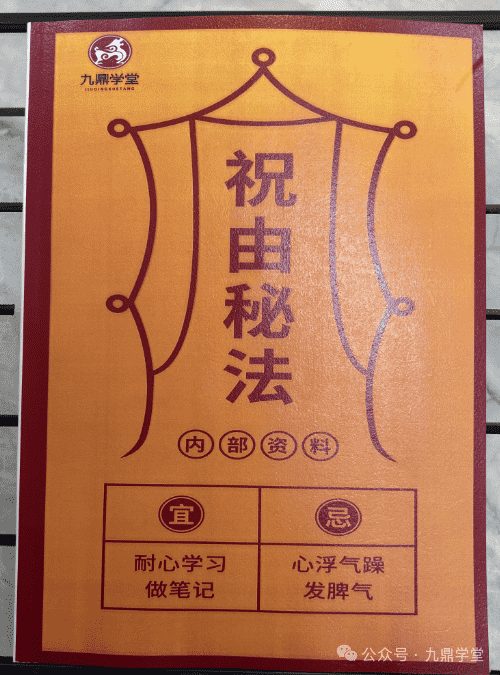 九鼎学堂
JIUDINGXUETANG
祝由秘法
内部资料
宜
忌
耐心学习
做笔记
心浮气躁
发脾气
公众号·九鼎学堂